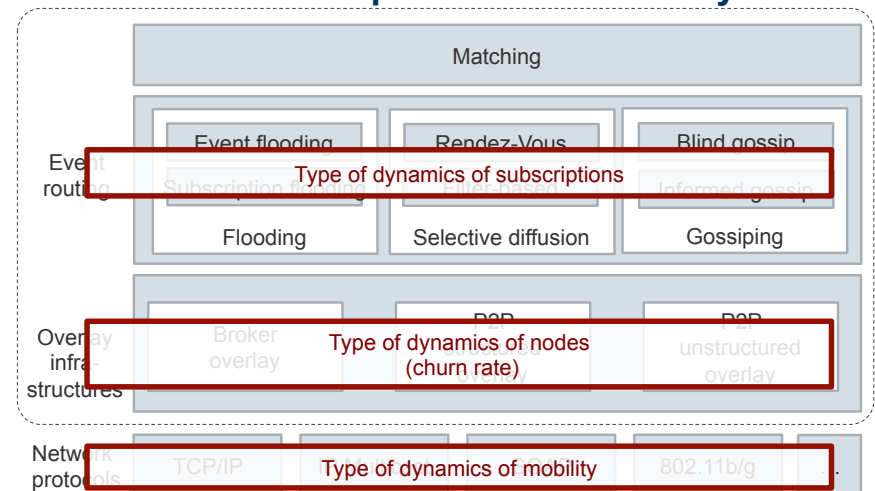 Matching
Event flooding
Rendez-Vous
Blind gossip
Event
routing
Type of dynamics of subscriptions
Subscription flooding
Filter-based
Informed gossip
Flooding
Selective diffusion
Gossiping
Overlay
infra-
structures
Broker
overlay
P2P
structured
overlay
P2P
unstructured
overlay
Type of dynamics of nodes
(churn rate)
Network
protocols
TCP/IP
802.11b/g
...
Type of dynamics of mobility